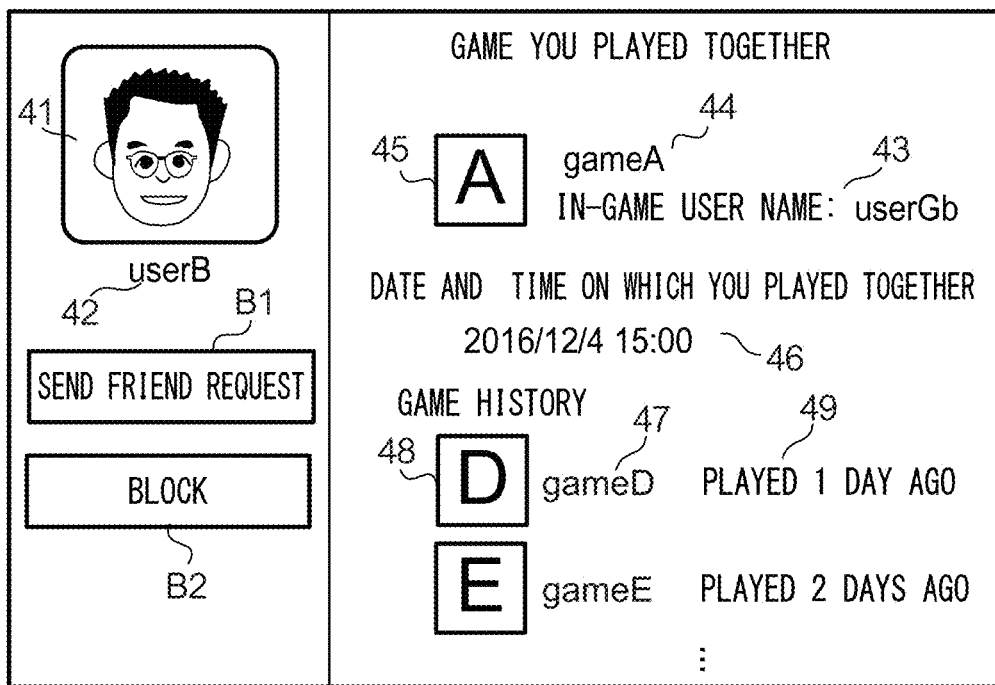 41
userB
42
B1
SEND FRIEND REQUEST
BLOCK
B2
GAME YOU PLAYED TOGETHER
44
45
A
gameA
43
IN-GAME USER NAME: userGb
DATE AND TIME ON WHICH YOU PLAYED TOGETHER
2016/12/4 15:00
46
GAME HISTORY
47
49
48
D
gameD
PLAYED 1 DAY AGO
E
gameE
PLAYED 2 DAYS AGO
⋮